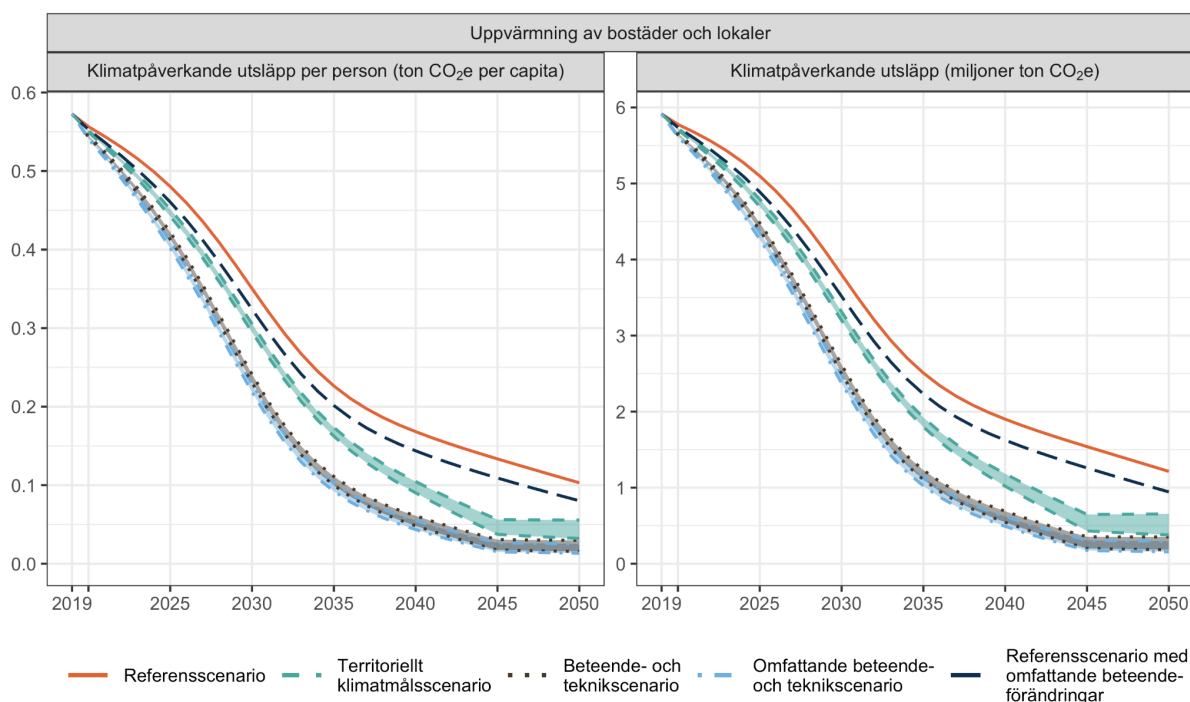 Uppvärmning av bostäder och lokaler
Klimatpåverkande utsläpp per person (ton CO₂e per capita)
Klimatpåverkande utsläpp (miljoner ton CO₂e)
0.6
0.5
0.4
0.3
0.2
0.1
0.0
2019
2025
2030
2035
2040
2045
2050
6
5
4
3
2
1
0
2019
2025
2030
2035
2040
2045
2050
Referensscenario
Territoriellt
klimatmålsscenario
Beteende- och
teknikscenario
Omfattande beteende-
och teknikscenario
Referensscenario med
omfattande beteende-
förändringar